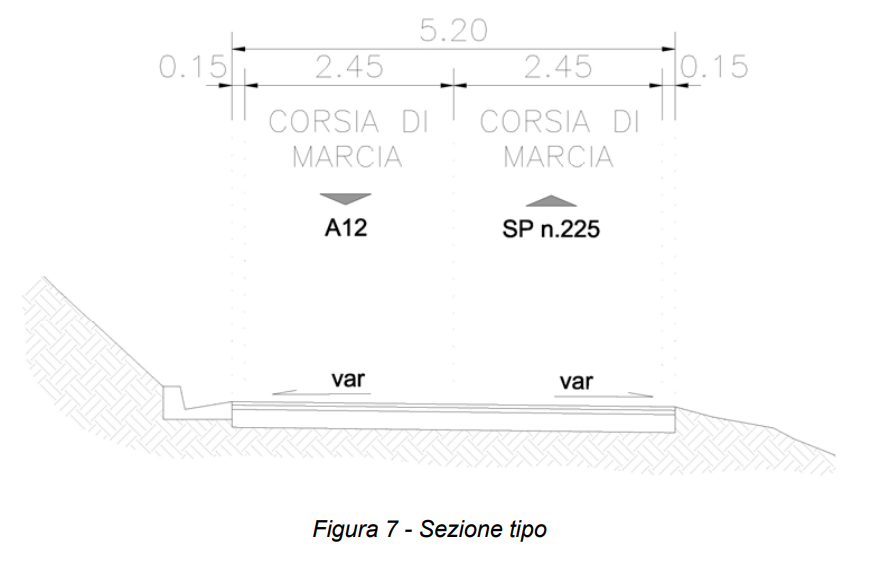 5.20
0.15 2.45 2.45 0.15
CORSIA DI CORSIA DI
MARCIA MARCIA
A12 SP n.225
var var
Figura 7 - Sezione tipo